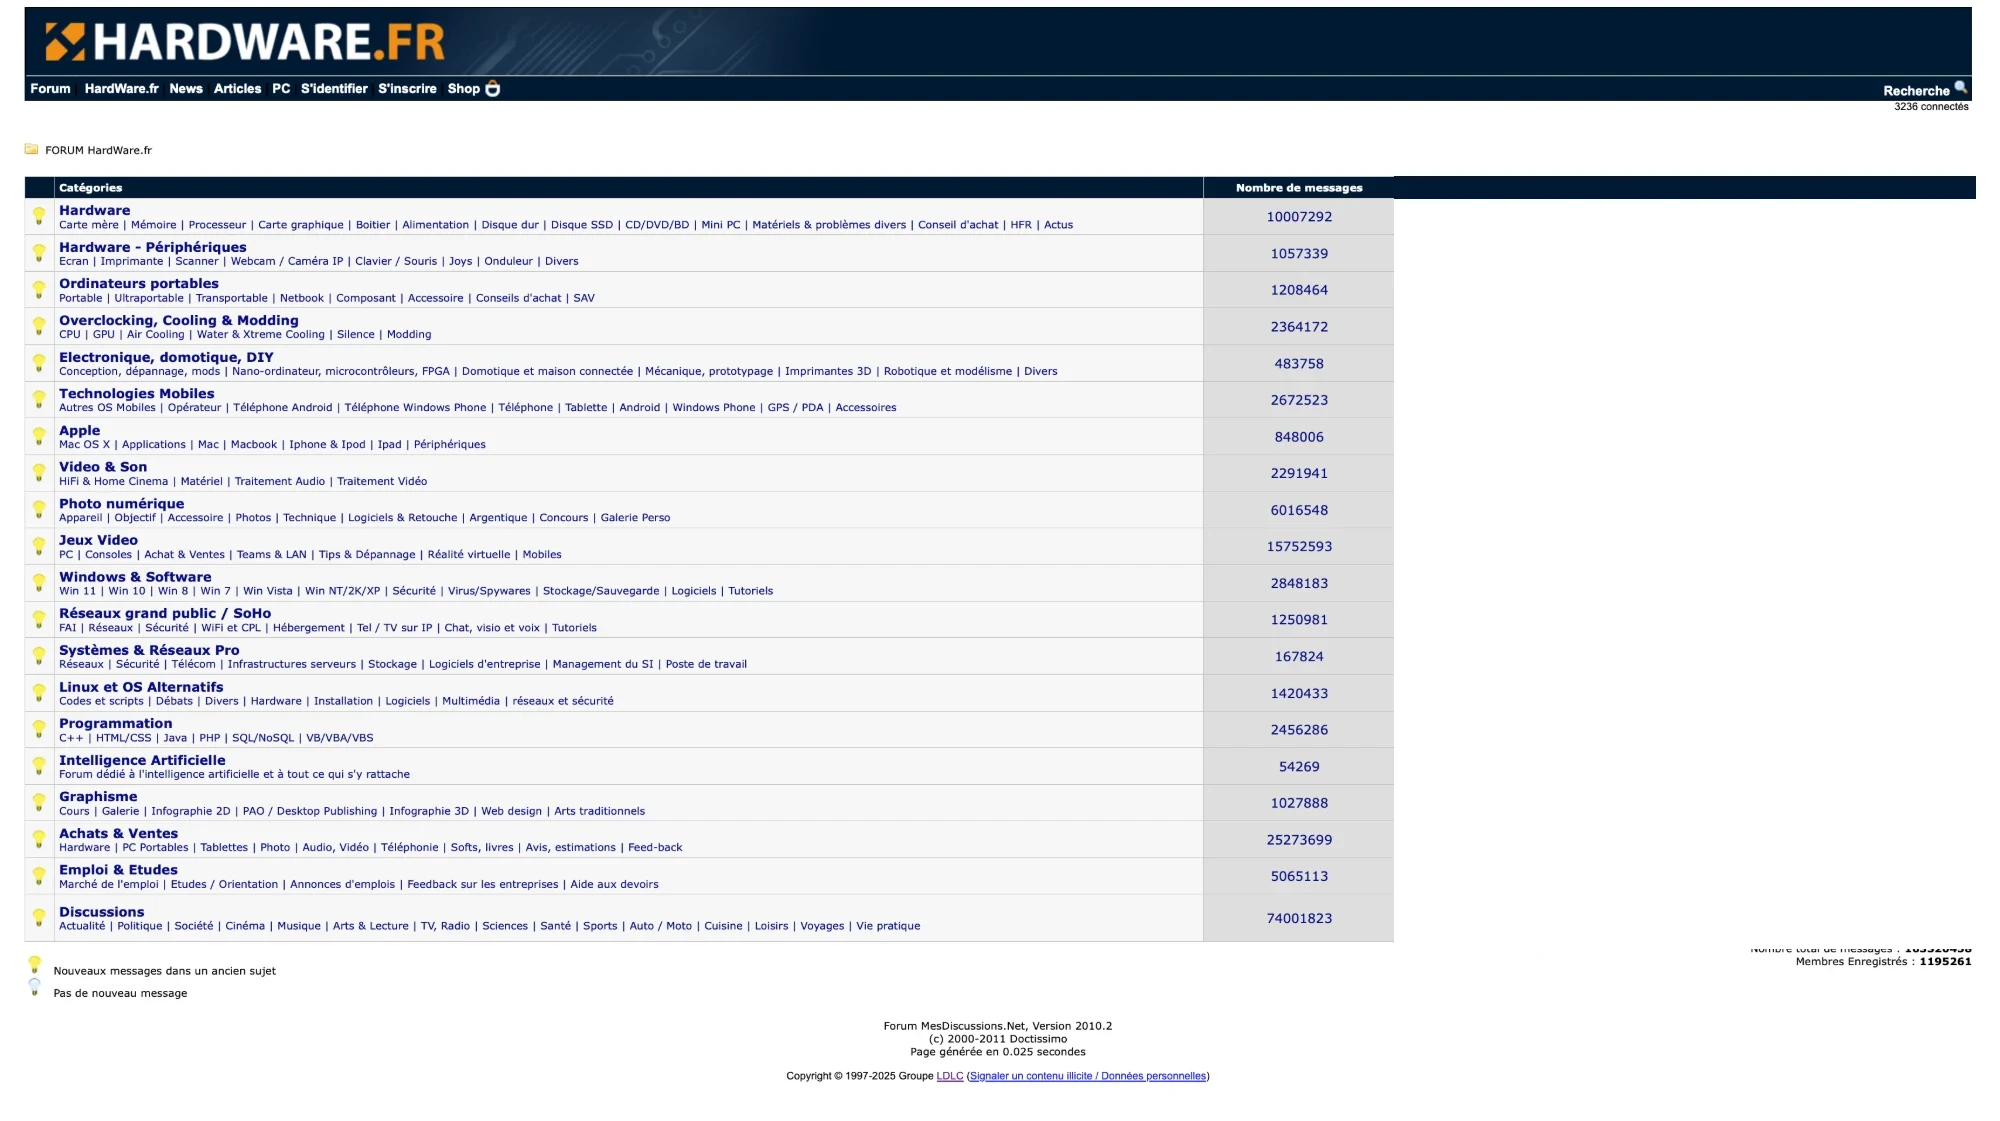 HARDWARE.FR
Forum HardWare.fr News Articles PC S'identifier S'inscrire Shop
Recherche
3236 connectés
FORUM HardWare.fr
Catégories Nombre de messages
Hardware
Carte mère | Mémoire | Processeur | Carte graphique | Boitier | Alimentation | Disque dur | Disque SSD | CD/DVD/BD | Mini PC | Matériels & problèmes divers | Conseil d'achat | HFR | Actus
10007292
Hardware - Périphériques
Ecran | Imprimante | Scanner | Webcam / Caméra IP | Clavier / Souris | Joys | Onduleur | Divers
1057339
Ordinateurs portables
Portable | Ultraportable | Transportable | Netbook | Composant | Accessoire | Conseils d'achat | SAV
1208464
Overclocking, Cooling & Modding
CPU | GPU | Air Cooling | Water & Xtreme Cooling | Silence | Modding
2364172
Electronique, domotique, DIY
Conception, dépannage, mods | Nano-ordinateur, microcontrôleurs, FPGA | Domotique et maison connectée | Mécanique, prototypage | Imprimantes 3D | Robotique et modélisme | Divers
483758
Technologies Mobiles
Autres OS Mobiles | Opérateur | Téléphone Android | Téléphone Windows Phone | Téléphone | Tablette | Android | Windows Phone | GPS / PDA | Accessoires
2672523
Apple
Mac OS X | Applications | Mac | Macbook | Iphone & Ipod | Ipad | Périphériques
848006
Video & Son
HiFi & Home Cinema | Matériel | Traitement Audio | Traitement Vidéo
2291941
Photo numérique
Appareil | Objectif | Accessoire | Photos | Technique | Logiciels & Retouche | Argentique | Concours | Galerie Perso
6016548
Jeux Video
PC | Consoles | Achat & Ventes | Teams & LAN | Tips & Dépannage | Réalité virtuelle | Mobiles
15752593
Windows & Software
Win 11 | Win 10 | Win 8 | Win 7 | Win Vista | Win NT/2K/XP | Sécurité | Virus/Spywares | Stockage/Sauvegarde | Logiciels | Tutoriels
2848183
Réseaux grand public / SoHo
FAI | Réseaux | Sécurité | WiFi et CPL | Hébergement | Tel / TV sur IP | Chat, visio et voix | Tutoriels
1250981
Systèmes & Réseaux Pro
Réseaux | Sécurité | Télécom | Infrastructures serveurs | Stockage | Logiciels d'entreprise | Management du SI | Poste de travail
167824
Linux et OS Alternatifs
Codes et scripts | Débats | Divers | Hardware | Installation | Logiciels | Multimédia | réseaux et sécurité
1420433
Programmation
C++ | HTML/CSS | Java | PHP | SQL/NoSQL | VB/VBA/VBS
2456286
Intelligence Artificielle
Forum dédié à l'intelligence artificielle et à tout ce qui s'y rattache
54269
Graphisme
Cours | Galerie | Infographie 2D | PAO / Desktop Publishing | Infographie 3D | Web design | Arts traditionnels
1027888
Achats & Ventes
Hardware | PC Portables | Tablettes | Photo | Audio, Vidéo | Téléphonie | Softs, livres | Avis, estimations | Feed-back
25273699
Emploi & Etudes
Marché de l'emploi | Etudes / Orientation | Annonces d'emplois | Feedback sur les entreprises | Aide aux devoirs
5065113
Discussions
Actualité | Politique | Société | Cinéma | Musique | Arts & Lecture | TV, Radio | Sciences | Santé | Sports | Auto / Moto | Cuisine | Loisirs | Voyages | Vie pratique
74001823
Nombre total de messages :
Membres Enregistrés : 1195261
Nouveaux messages dans un ancien sujet
Pas de nouveau message
Forum MesDiscussions.Net, Version 2010.2
(c) 2000-2011 Doctissimo
Page générée en 0.025 secondes
Copyright © 1997-2025 Groupe LDLC (Signaler un contenu illicite / Données personnelles)